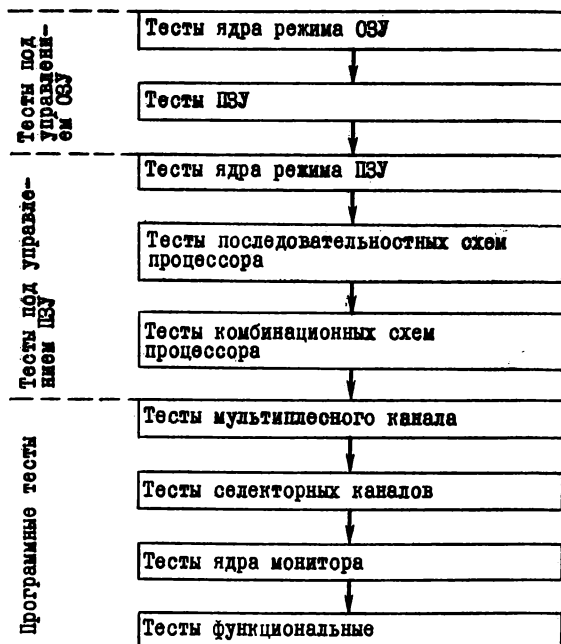 Тесты под
управлени-
ем ОЗУ
Тесты ядра режима ОЗУ
Тесты ПЗУ
Тесты под управле-
нием ПЗУ
Тесты ядра режима ПЗУ
Тесты последовательностных схем
процессора
Тесты комбинационных схем
процессора
Программные тесты
Тесты мультиплесного канала
Тесты селекторных каналов
Тесты ядра монитора
Тесты функциональные